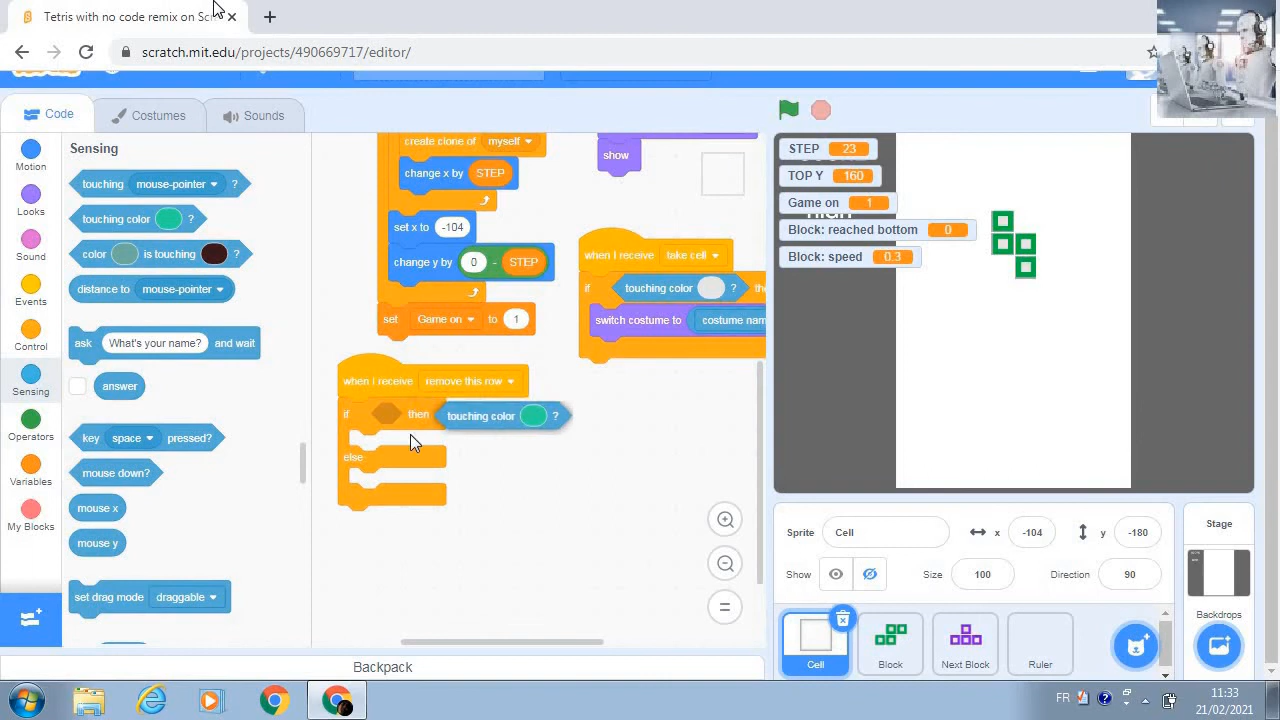 Tetris with no code remix on Scr
scratch.mit.edu/projects/490669717/editor/
Code
Costumes
Sounds
Motion
Looks
Sound
Events
Control
Sensing
Operators
Variables
My Blocks
Sensing
touching mouse-pointer ?
touching color ?
color is touching ?
distance to mouse-pointer
ask What's your name? and wait
answer
key space pressed?
mouse down?
mouse x
mouse y
set drag mode draggable
create clone of myself
change x by STEP
set x to -104
change y by 0 - STEP
set Game on to 1
when I receive remove this row
if then touching color ?
else
show
when I receive take cell
if touching color ? the
switch costume to costume nam
STEP 23
TOP Y 160
Game on 1
Block: reached bottom 0
Block: speed 0.3
Sprite Cell x -104 y -180
Show Size 100 Direction 90
Cell
Block
Next Block
Ruler
Stage
Backdrops
Backpack
FR
11:33
21/02/2021